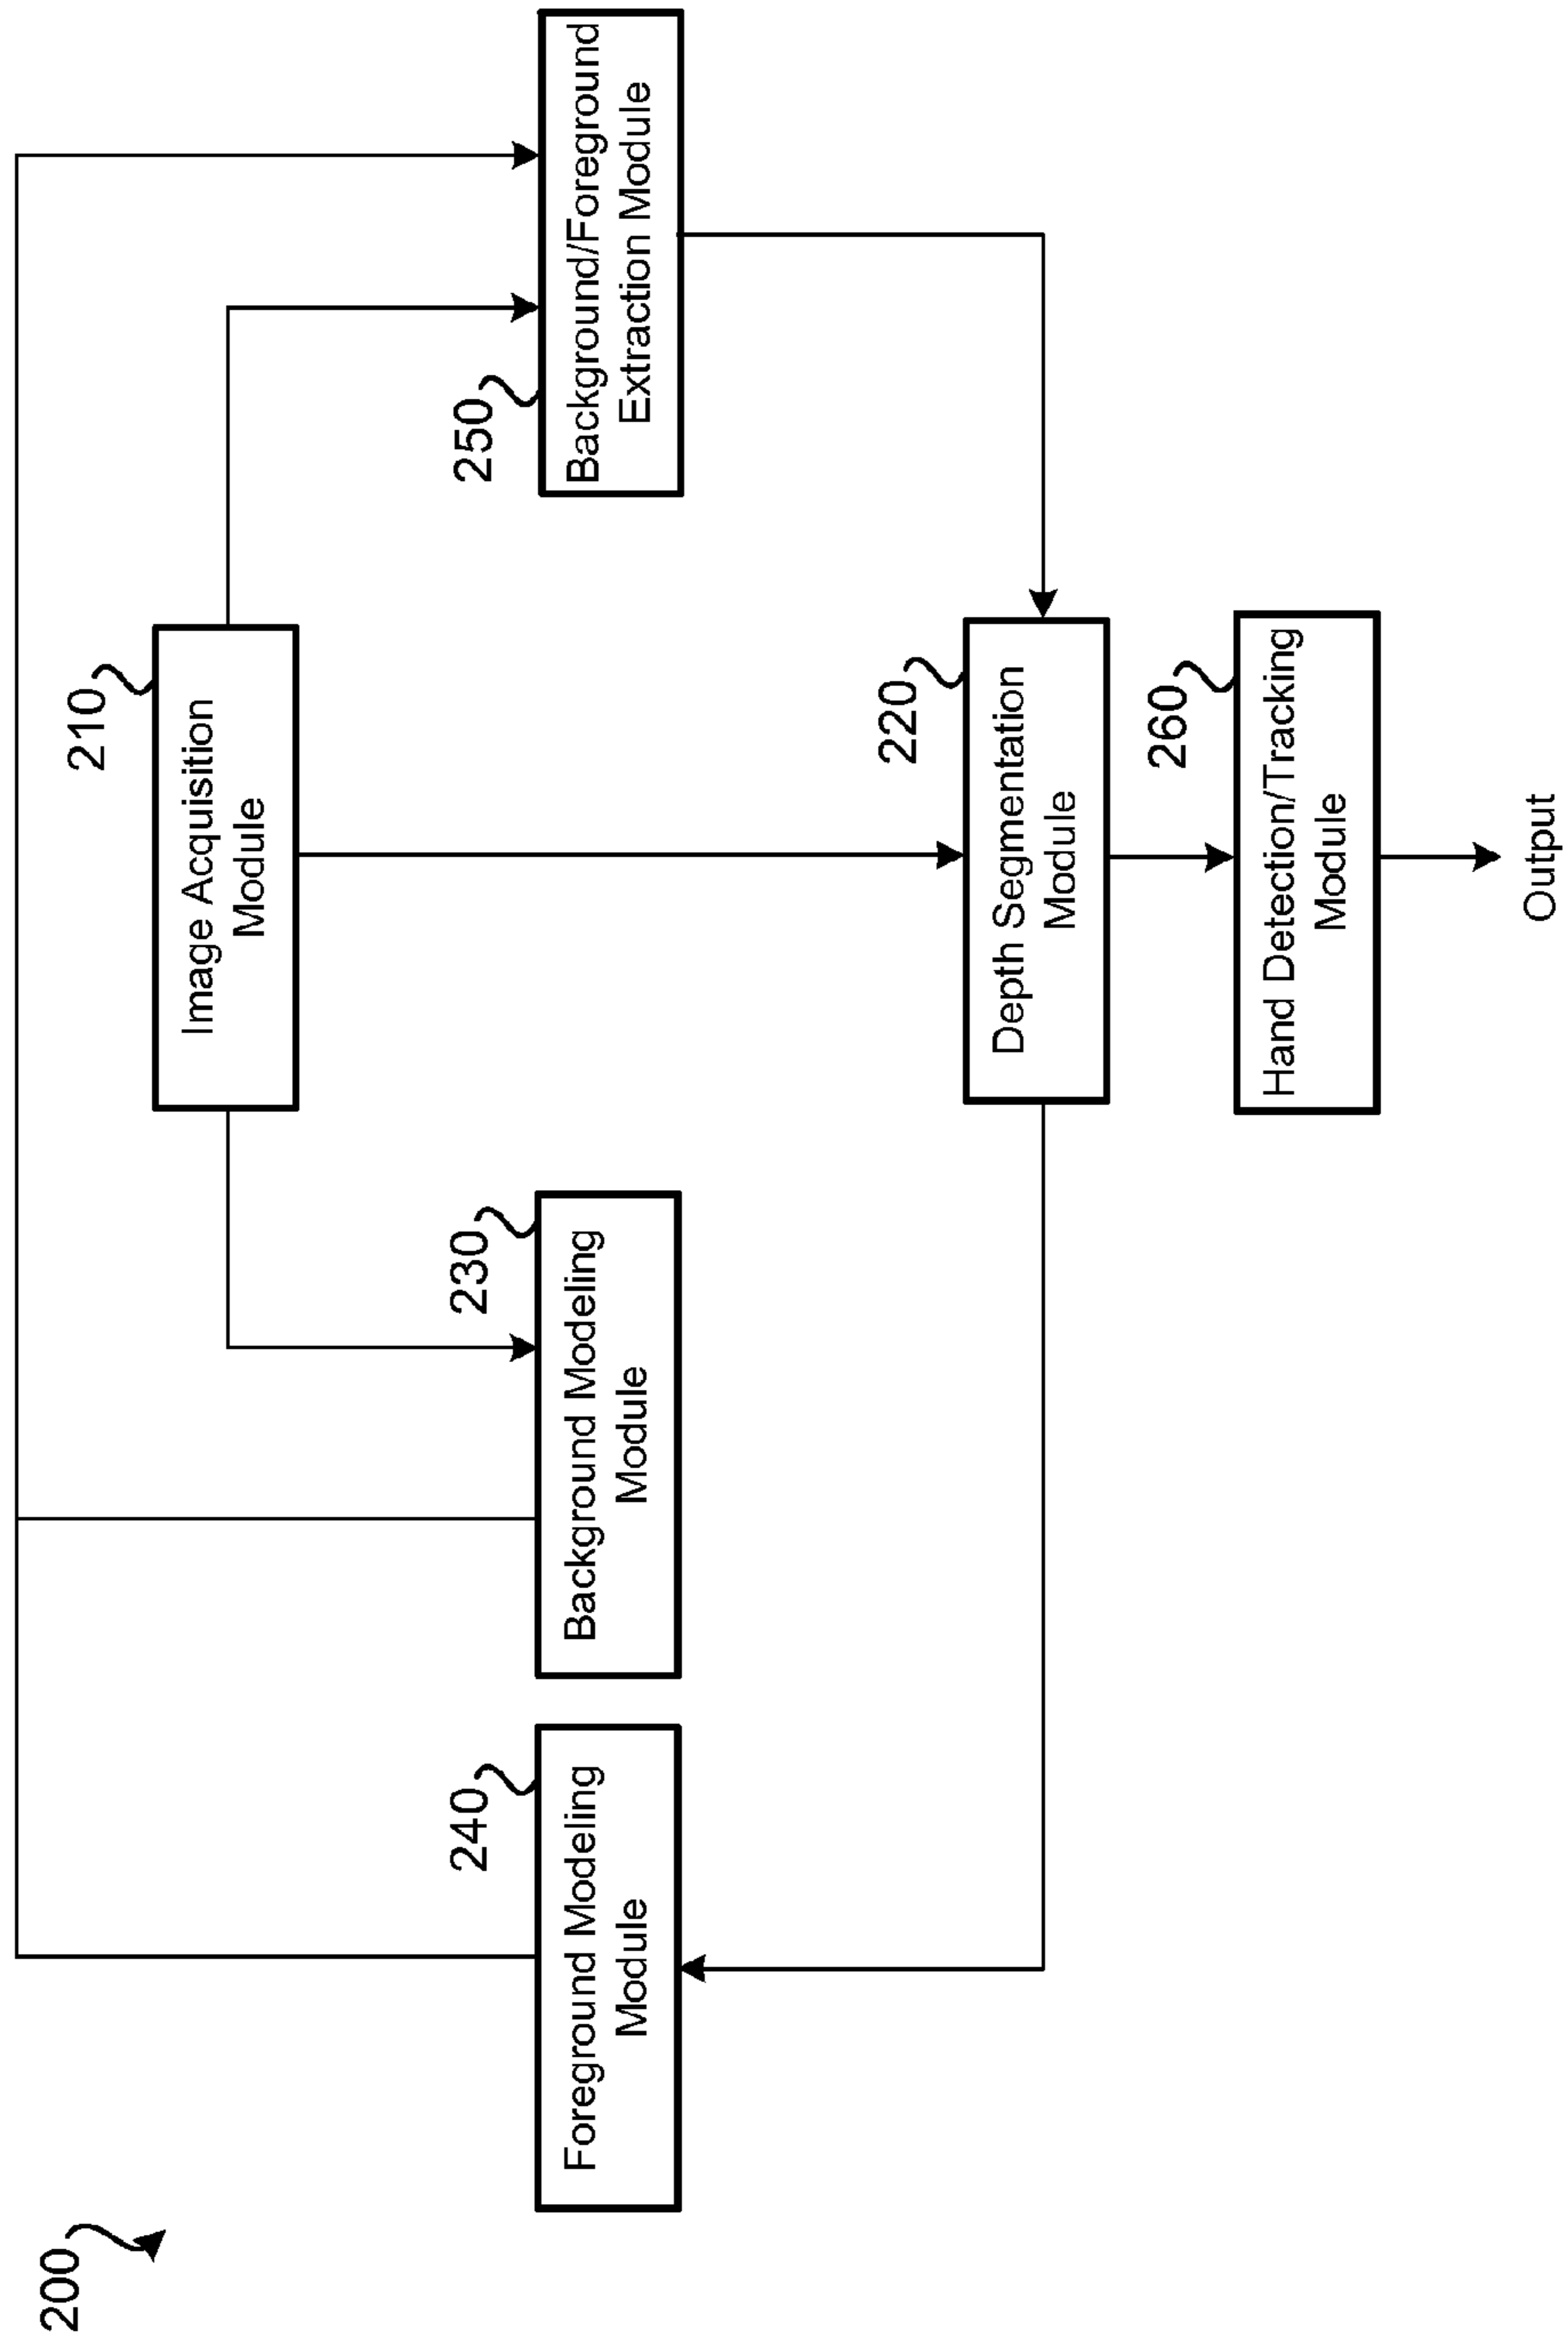 200
210
Image Acquisition
Module
240
Foreground Modeling
Module
230
Background Modeling
Module
250
Background/Foreground
Extraction Module
220
Depth Segmentation
Module
260
Hand Detection/Tracking
Module
Output